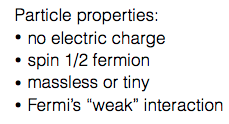 Particle properties:
• no electric charge
• spin 1/2 fermion
• massless or tiny
• Fermi's “weak” interaction